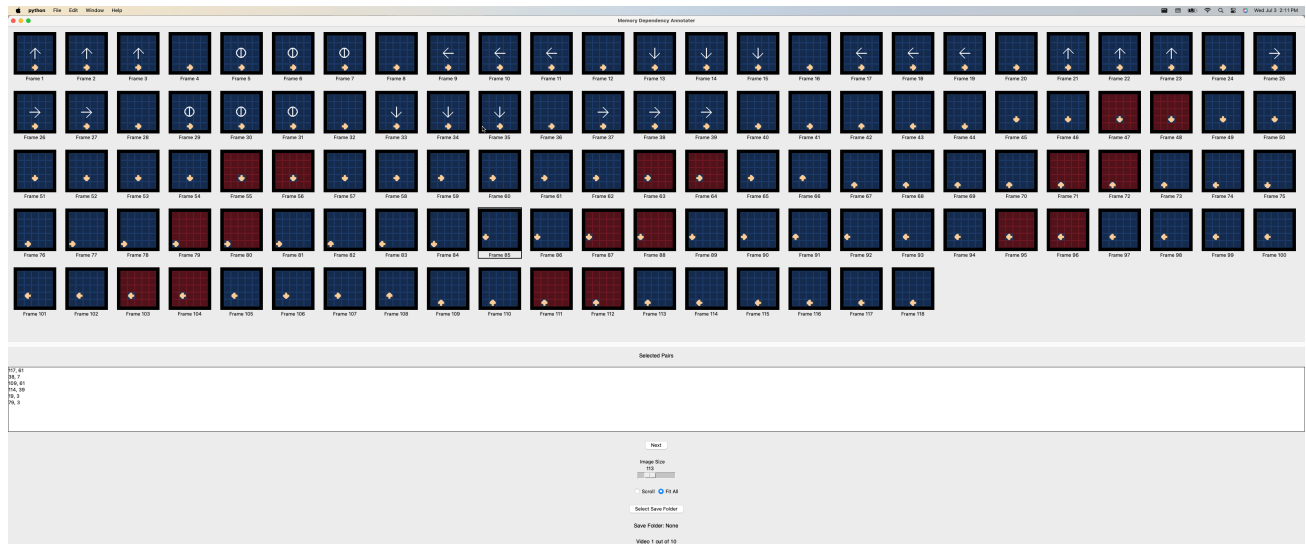 python File Edit Window Help Wed Jul 3 2:11 PM
Memory Dependency Annotater
Frame 1 Frame 2 Frame 3 Frame 4 Frame 5 Frame 6 Frame 7 Frame 8 Frame 9 Frame 10 Frame 11 Frame 12 Frame 13 Frame 14 Frame 15 Frame 16 Frame 17 Frame 18 Frame 19 Frame 20 Frame 21 Frame 22 Frame 23 Frame 24 Frame 25
Frame 26 Frame 27 Frame 28 Frame 29 Frame 30 Frame 31 Frame 32 Frame 33 Frame 34 Frame 35 Frame 36 Frame 37 Frame 38 Frame 39 Frame 40 Frame 41 Frame 42 Frame 43 Frame 44 Frame 45 Frame 46 Frame 47 Frame 48 Frame 49 Frame 50
Frame 51 Frame 52 Frame 53 Frame 54 Frame 55 Frame 56 Frame 57 Frame 58 Frame 59 Frame 60 Frame 61 Frame 62 Frame 63 Frame 64 Frame 65 Frame 66 Frame 67 Frame 68 Frame 69 Frame 70 Frame 71 Frame 72 Frame 73 Frame 74 Frame 75
Frame 76 Frame 77 Frame 78 Frame 79 Frame 80 Frame 81 Frame 82 Frame 83 Frame 84 Frame 85 Frame 86 Frame 87 Frame 88 Frame 89 Frame 90 Frame 91 Frame 92 Frame 93 Frame 94 Frame 95 Frame 96 Frame 97 Frame 98 Frame 99 Frame 100
Frame 101 Frame 102 Frame 103 Frame 104 Frame 105 Frame 106 Frame 107 Frame 108 Frame 109 Frame 110 Frame 111 Frame 112 Frame 113 Frame 114 Frame 115 Frame 116 Frame 117 Frame 118
Selected Pairs
117, 61
38, 7
109, 61
114, 39
19, 3
79, 3
Next
Image Size
113
Scroll Fit All
Select Save Folder
Save Folder: None
Video 1 out of 10